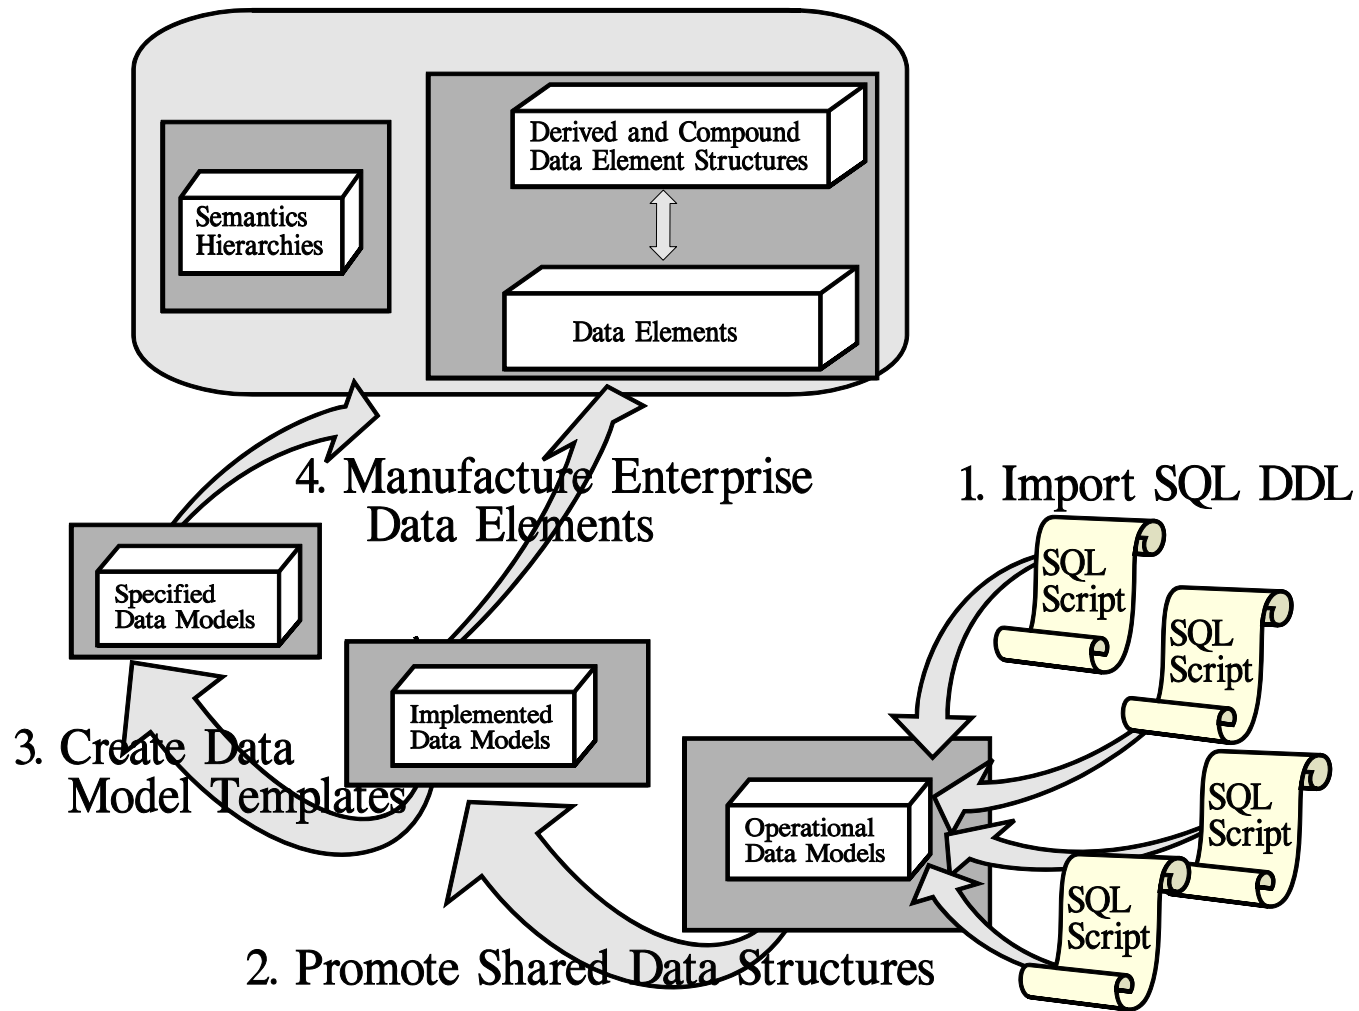 Derived and Compound
Data Element Structures
Semantics
Hierarchies
Data Elements
4. Manufacture Enterprise
Data Elements
1. Import SQL DDL
SQL
Script
Specified
Data Models
SQL
Script
Implemented
Data Models
3. Create Data
Model Templates
SQL
Script
Operational
Data Models
SQL
Script
2. Promote Shared Data Structures